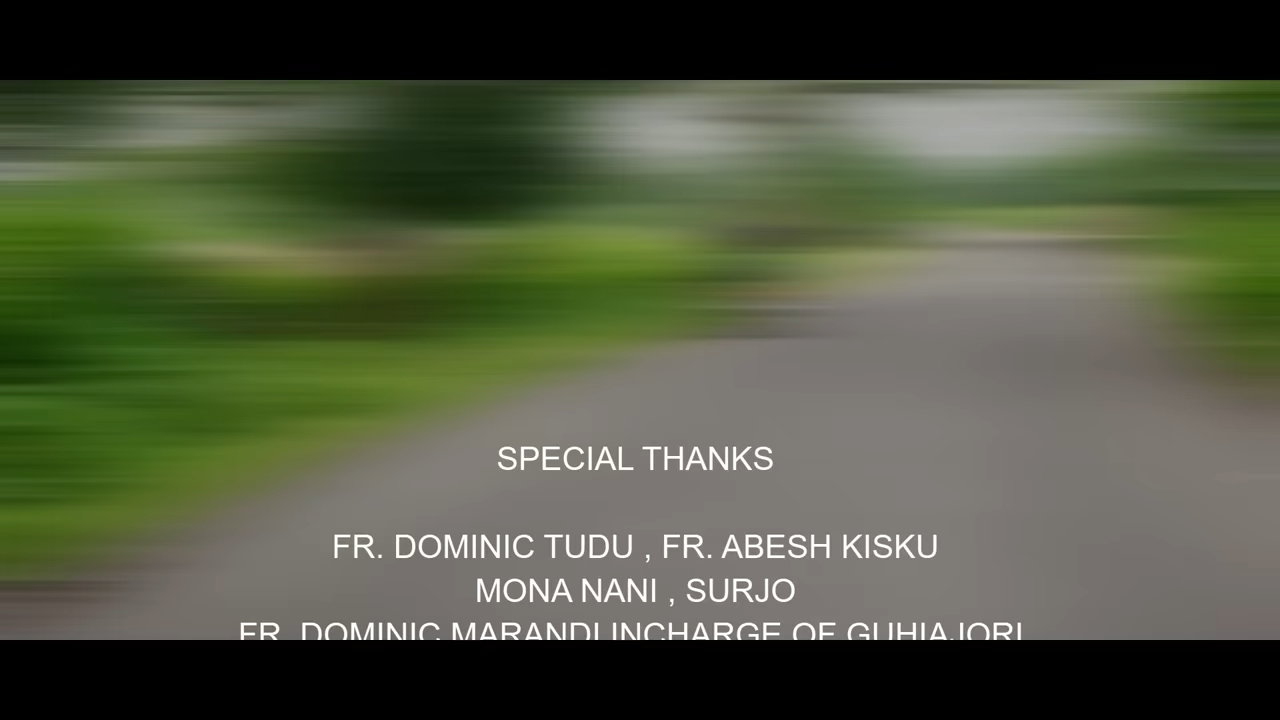 SPECIAL THANKS
FR. DOMINIC TUDU , FR. ABESH KISKU
MONA NANI , SURJO
FR. DOMINIC MARANDI INCHARGE OF GUHIAJORI